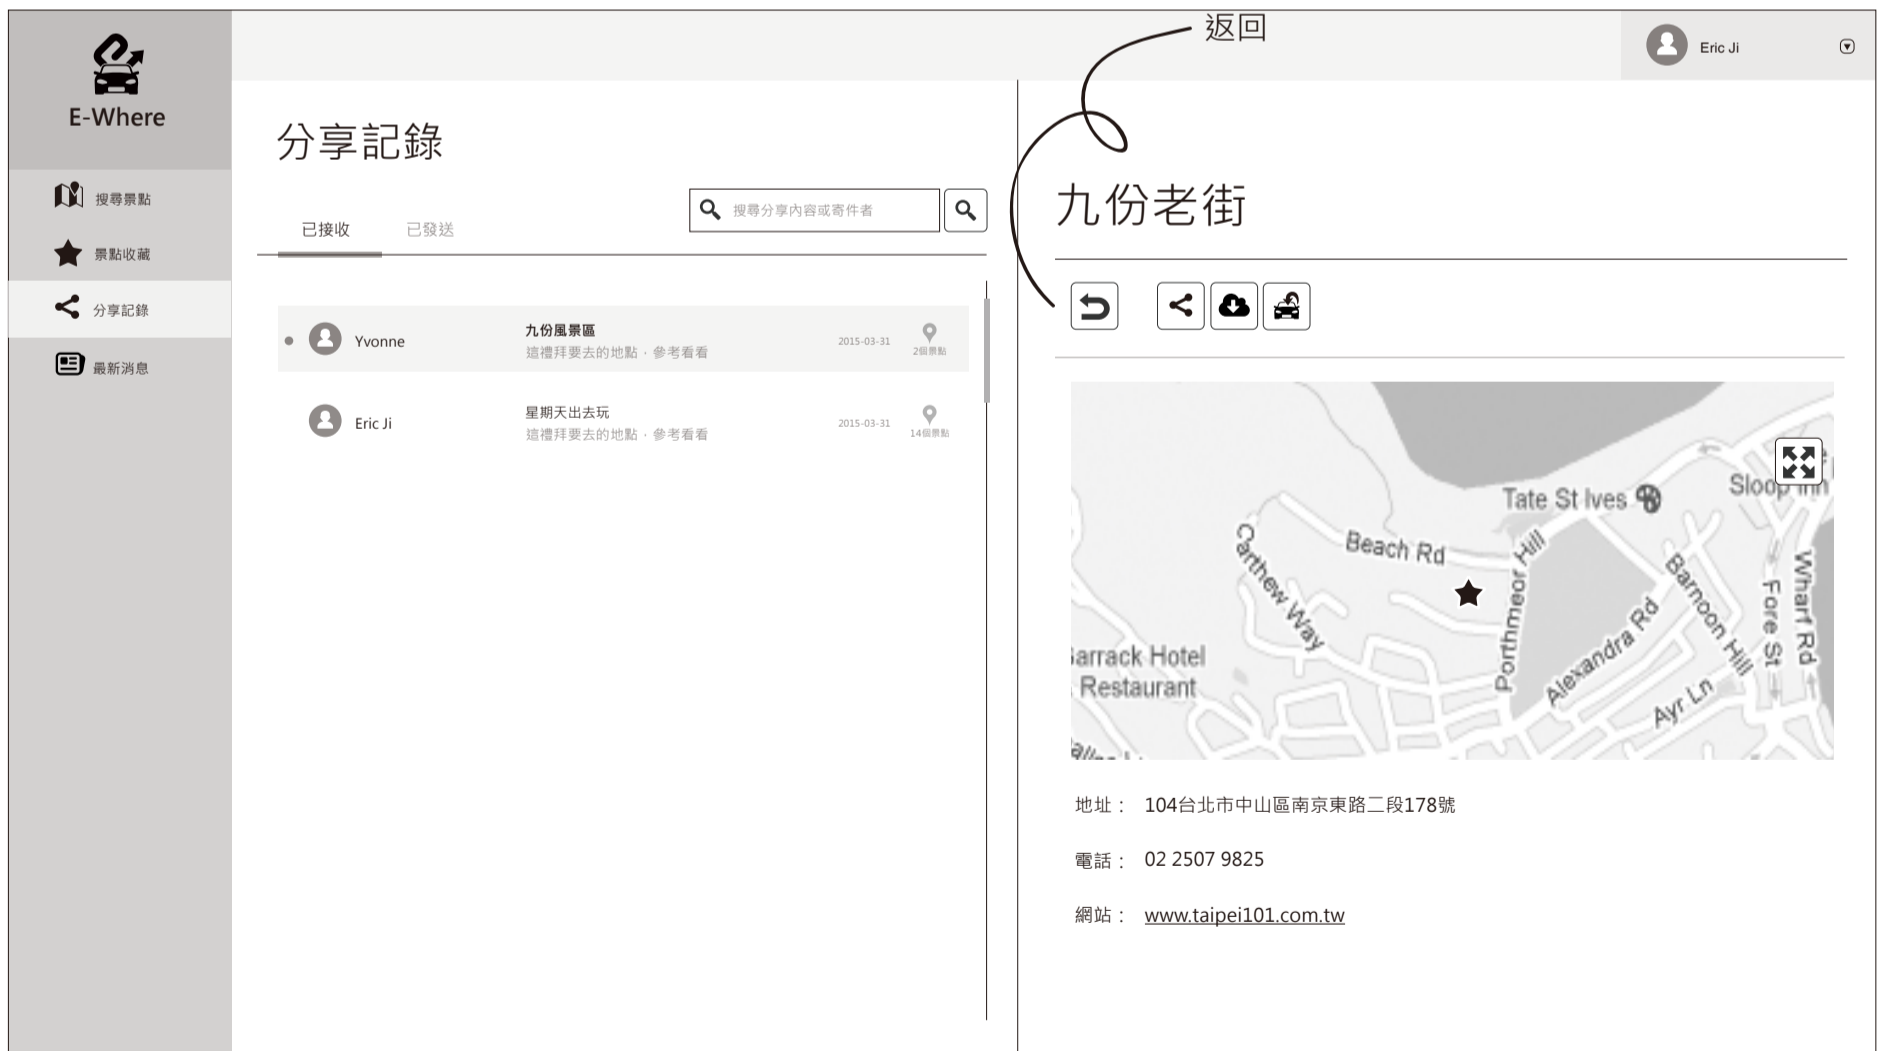 返回
Eric Ji
E-Where
搜尋景點
景點收藏
分享記錄
最新消息
分享記錄
已接收
已發送
搜尋分享內容或寄件者
Yvonne
九份風景區
這禮拜要去的地點，參考看看
2015-03-31
2個景點
Eric Ji
星期天出去玩
這禮拜要去的地點，參考看看
2015-03-31
14個景點
九份老街
Tate St Ives
Sloop Inn
Beach Rd
Carthew Way
Porthmeor Hill
Barnoon Hill
Fore St
Wharf Rd
Alexandra Rd
Ayr Ln
arrack Hotel
Restaurant
地址： 104台北市中山區南京東路二段178號
電話： 02 2507 9825
網站： www.taipei101.com.tw